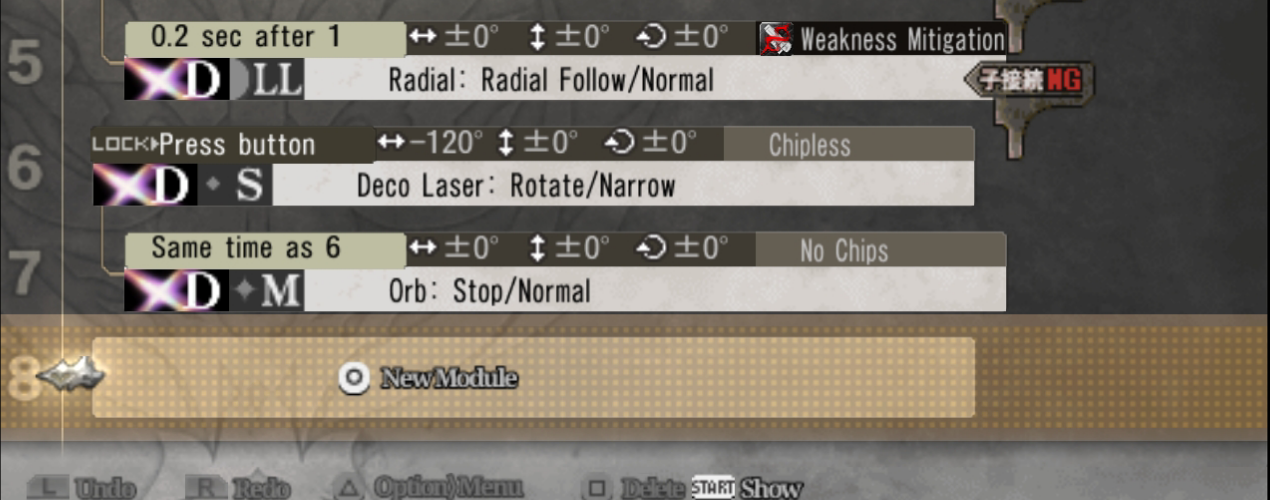 5 0.2 sec after 1 ±0° ±0° ±0° Weakness Mitigation
D LL Radial: Radial Follow/Normal 子接続NG
6 LOCK Press button −120° ±0° ±0° Chipless
D S Deco Laser: Rotate/Narrow
7 Same time as 6 ±0° ±0° ±0° No Chips
D M Orb: Stop/Normal
8 New Module
L Undo R Redo Option Menu Delete START Show